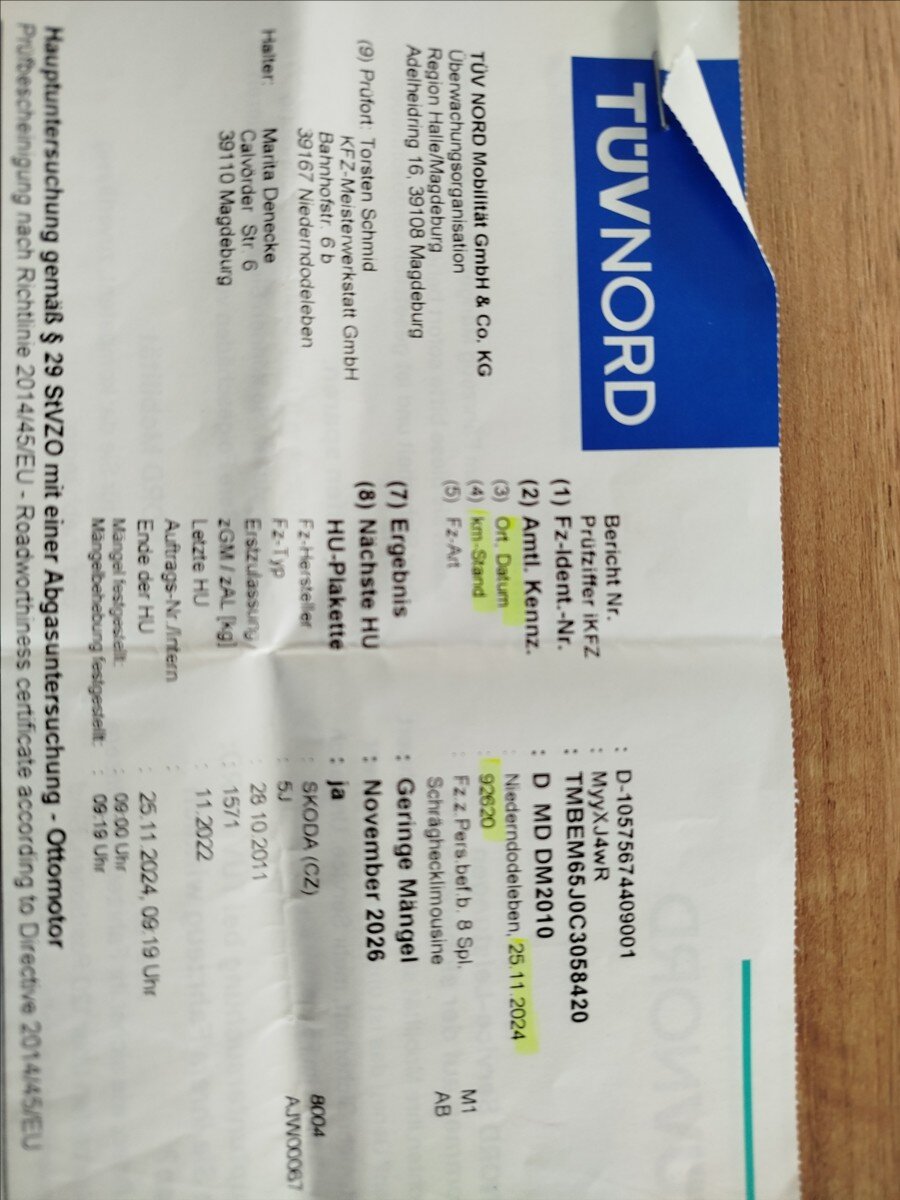 TÜVNORD
TÜV NORD Mobilität GmbH & Co. KG
Überwachungsorganisation
Region Halle/Magdeburg
Adelheidring 16, 39108 Magdeburg
(9) Prüfort: Torsten Schmid
KFZ-Meisterwerkstatt GmbH
Bahnhofstr. 6 b
39167 Niederndodeleben
Halter: Marita Denecke
Calvörder Str. 6
39110 Magdeburg
Bericht Nr. : D-1057567440900​1
Prüfziffer iKFZ : MyyXJ4wR
(1) Fz-Ident.-Nr. : TMBEM65J0C3058420
(2) Amtl. Kennz. : D MD DM2010
(3) Ort, Datum : Niederndodeleben, 25.11.2024
(4) km-Stand : 92620
(5) Fz-Art : Fz.z.Pers.bef.b. 8 Spl. M1
Schräghecklimousine AB
(7) Ergebnis : Geringe Mängel
(8) Nächste HU : November 2026
HU-Plakette : ja
Fz-Hersteller : SKODA (CZ) 8004
Fz-Typ : 5J AJW00067
Erstzulassung : 28.10.2011
zGM / zAL [kg] : 1571
Letzte HU : 11.2022
Auftrags-Nr./Intern :
Ende der HU : 25.11.2024, 09:19 Uhr
Mängel festgestellt: : 09:00 Uhr
Mängelbehebung festgestellt: : 09:19 Uhr
Hauptuntersuchung gemäß § 29 StVZO mit einer Abgasuntersuchung - Ottomotor
Prüfbescheinigung nach Richtlinie 2014/45/EU - Roadworthiness certificate according to Directive 2014/45/EU